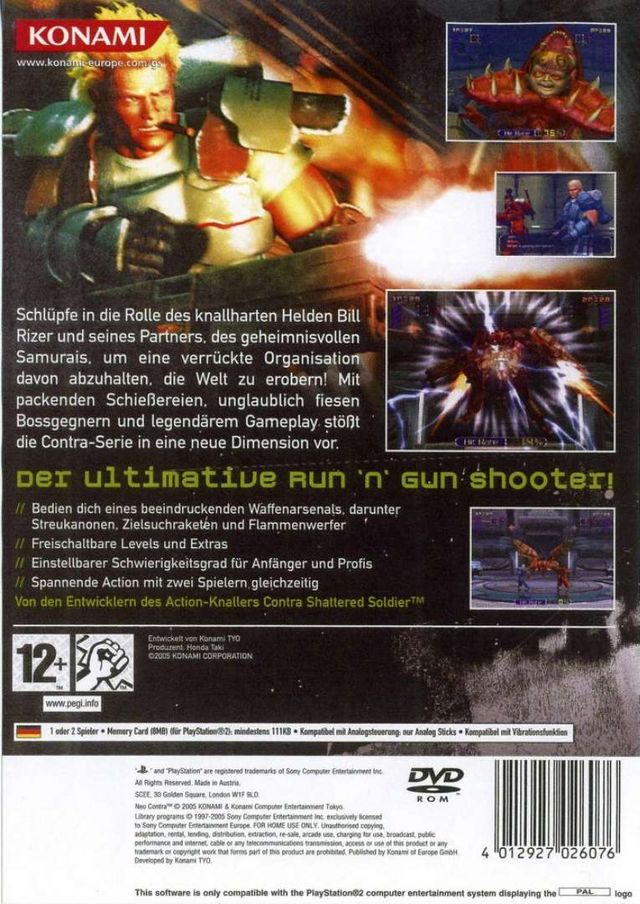 KONAMI
www.konami-europe.com/gs
Schlüpfe in die Rolle des knallharten Helden Bill
Rizer und seines Partners, des geheimnisvollen
Samurais, um eine verrückte Organisation
davon abzuhalten, die Welt zu erobern! Mit
packenden Schießereien, unglaublich fiesen
Bossgegnern und legendärem Gameplay stößt
die Contra-Serie in eine neue Dimension vor.
Der ultimative Run 'n' Gun shooter!
// Bedien dich eines beeindruckenden Waffenarsenals, darunter
Streukanonen, Zielsuchraketen und Flammenwerfer
// Freischaltbare Levels und Extras
// Einstellbarer Schwierigkeitsgrad für Anfänger und Profis
// Spannende Action mit zwei Spielern gleichzeitig
Von den Entwicklern des Action-Knallers Contra Shattered Soldier™
12+
www.pegi.info
Entwickelt von Konami TYO
Produzent. Honda Taki
©2005 KONAMI CORPORATION
1 oder 2 Spieler • Memory Card (8MB) (für PlayStation®2): mindestens 111KB • Kompatibel mit Analogsteuerung: nur Analog Sticks • Kompatibel mit Vibrationsfunktion
" and "PlayStation" are registered trademarks of Sony Computer Entertainment Inc.
All Rights Reserved. Made in Austria.
SCEE, 30 Golden Square, London W1F 9LD.
Neo Contra™ © 2005 KONAMI & Konami Computer Entertainment Tokyo.
Library programs © 1997-2005 Sony Computer Entertainment Inc. exclusively licensed
to Sony Computer Entertainment Europe. FOR HOME USE ONLY. Unauthorised copying,
adaptation, rental, lending, distribution, extraction, re-sale, arcade use, charging for use, broadcast, public
performance and internet, cable or any telecommunications transmission, access or use of this product or any
trademark or copyright work that forms part of this product are prohibited. Published by Konami of Europe GmbH.
Developed by Konami TYO.
DVD
ROM
4 012927 026076
This software is only compatible with the PlayStation®2 computer entertainment system displaying the PAL logo